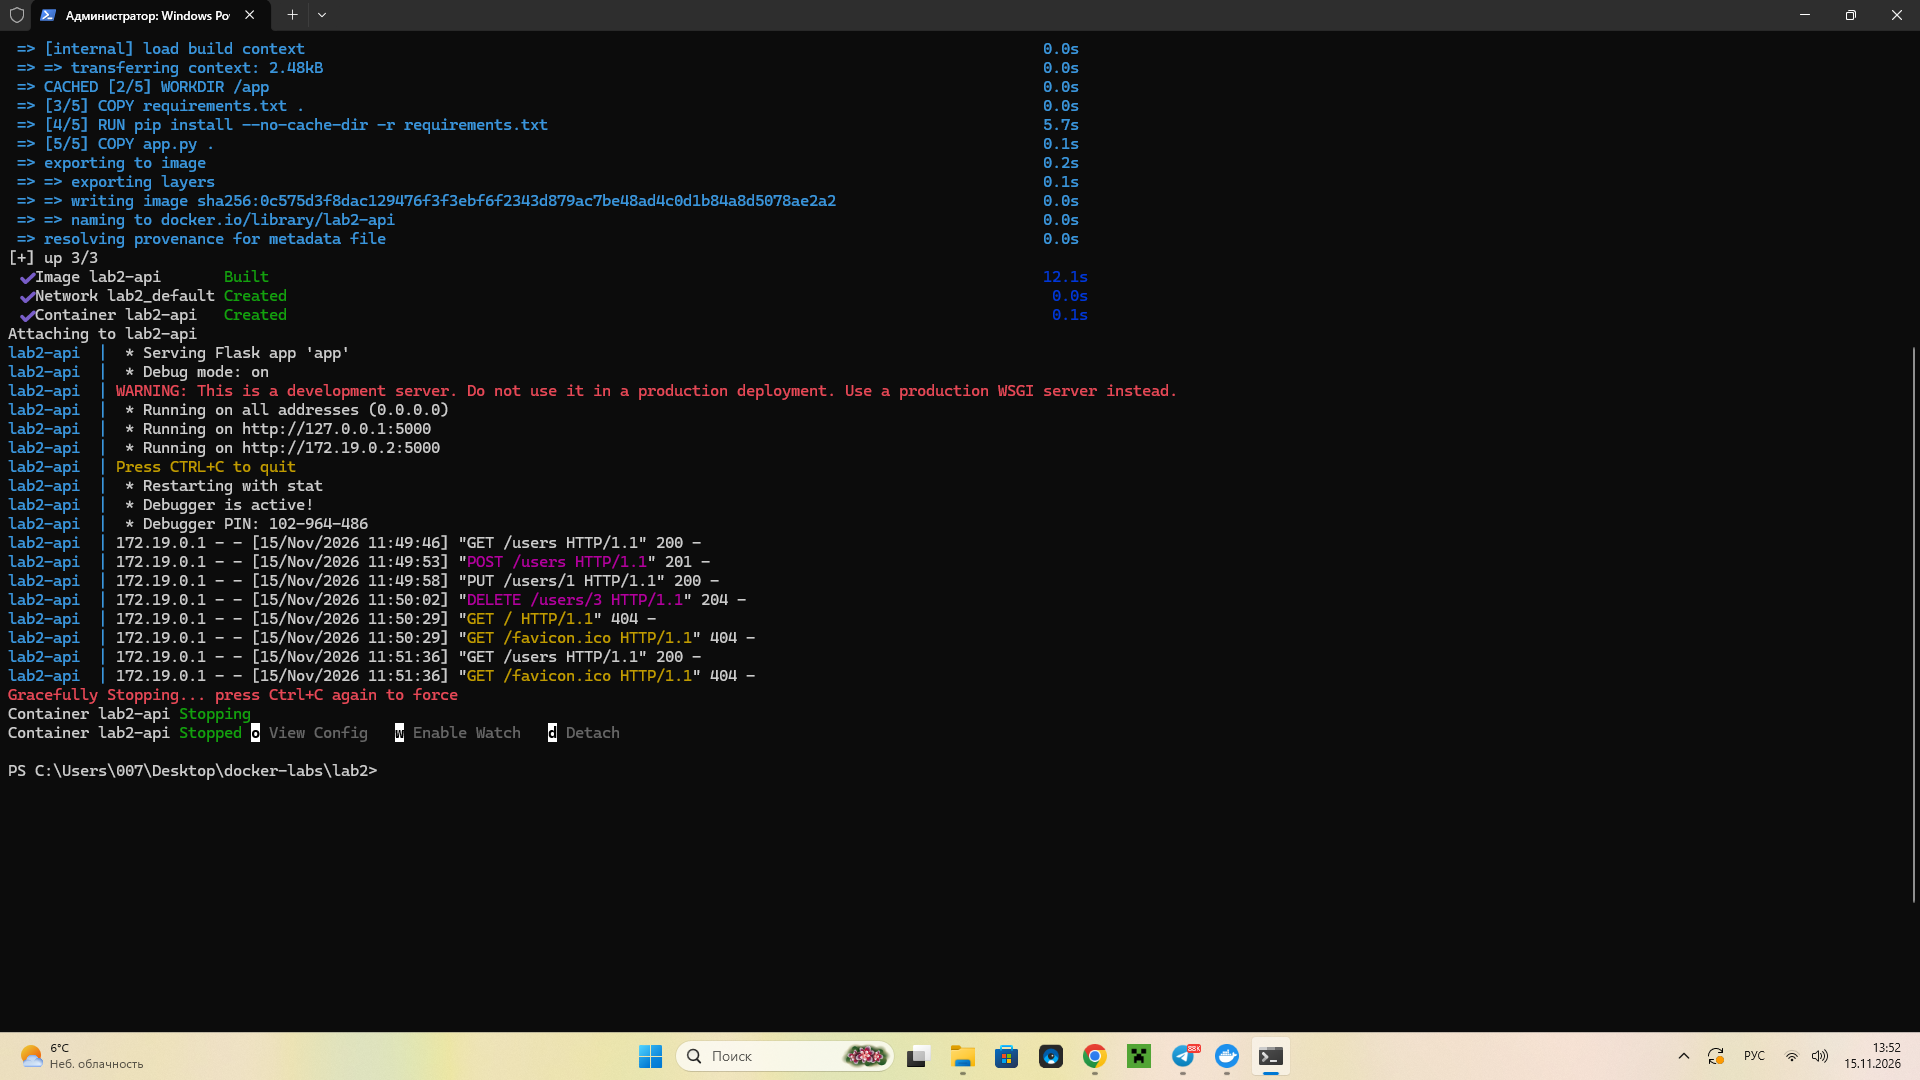 Администратор: Windows Po
=> [internal] load build context 0.0s
=> => transferring context: 2.48kB 0.0s
=> CACHED [2/5] WORKDIR /app 0.0s
=> [3/5] COPY requirements.txt . 0.0s
=> [4/5] RUN pip install --no-cache-dir -r requirements.txt 5.7s
=> [5/5] COPY app.py . 0.1s
=> exporting to image 0.2s
=> => exporting layers 0.1s
=> => writing image sha256:0c575d3f8dac129476f3f3ebf6f2343d879ac7be48ad4c0d1b84a8d5078ae2a2 0.0s
=> => naming to docker.io/library/lab2-api 0.0s
=> resolving provenance for metadata file 0.0s
[+] up 3/3
✔Image lab2-api Built 12.1s
✔Network lab2_default Created 0.0s
✔Container lab2-api Created 0.1s
Attaching to lab2-api
lab2-api | * Serving Flask app 'app'
lab2-api | * Debug mode: on
lab2-api | WARNING: This is a development server. Do not use it in a production deployment. Use a production WSGI server instead.
lab2-api | * Running on all addresses (0.0.0.0)
lab2-api | * Running on http://127.0.0.1:5000
lab2-api | * Running on http://172.19.0.2:5000
lab2-api | Press CTRL+C to quit
lab2-api | * Restarting with stat
lab2-api | * Debugger is active!
lab2-api | * Debugger PIN: 102-964-486
lab2-api | 172.19.0.1 - - [15/Nov/2026 11:49:46] "GET /users HTTP/1.1" 200 -
lab2-api | 172.19.0.1 - - [15/Nov/2026 11:49:53] "POST /users HTTP/1.1" 201 -
lab2-api | 172.19.0.1 - - [15/Nov/2026 11:49:58] "PUT /users/1 HTTP/1.1" 200 -
lab2-api | 172.19.0.1 - - [15/Nov/2026 11:50:02] "DELETE /users/3 HTTP/1.1" 204 -
lab2-api | 172.19.0.1 - - [15/Nov/2026 11:50:29] "GET / HTTP/1.1" 404 -
lab2-api | 172.19.0.1 - - [15/Nov/2026 11:50:29] "GET /favicon.ico HTTP/1.1" 404 -
lab2-api | 172.19.0.1 - - [15/Nov/2026 11:51:36] "GET /users HTTP/1.1" 200 -
lab2-api | 172.19.0.1 - - [15/Nov/2026 11:51:36] "GET /favicon.ico HTTP/1.1" 404 -
Gracefully Stopping... press Ctrl+C again to force
Container lab2-api Stopping
Container lab2-api Stopped o View Config w Enable Watch d Detach
PS C:\Users\007\Desktop\docker-labs\lab2>
6°C
Неб. облачность
Поиск
88K
РУС
13:52
15.11.2026